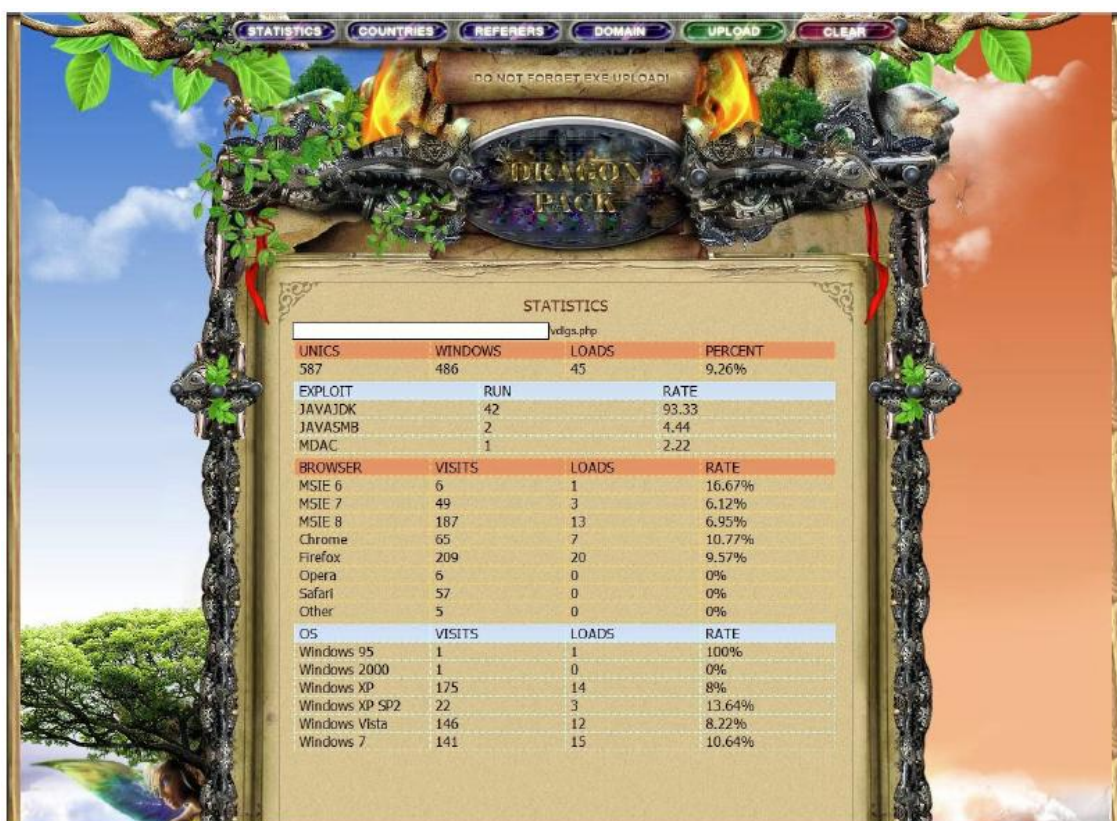 STATISTICS COUNTRIES REFERERS DOMAIN UPLOAD CLEAR
DO NOT FORGET EXE UPLOAD!
DRAGON
PACK
STATISTICS
/vdlgs.php
UNICS WINDOWS LOADS PERCENT
587 486 45 9.26%
EXPLOIT RUN RATE
JAVAJDK 42 93.33
JAVASMB 2 4.44
MDAC 1 2.22
BROWSER VISITS LOADS RATE
MSIE 6 6 1 16.67%
MSIE 7 49 3 6.12%
MSIE 8 187 13 6.95%
Chrome 65 7 10.77%
Firefox 209 20 9.57%
Opera 6 0 0%
Safari 57 0 0%
Other 5 0 0%
OS VISITS LOADS RATE
Windows 95 1 1 100%
Windows 2000 1 0 0%
Windows XP 175 14 8%
Windows XP SP2 22 3 13.64%
Windows Vista 146 12 8.22%
Windows 7 141 15 10.64%